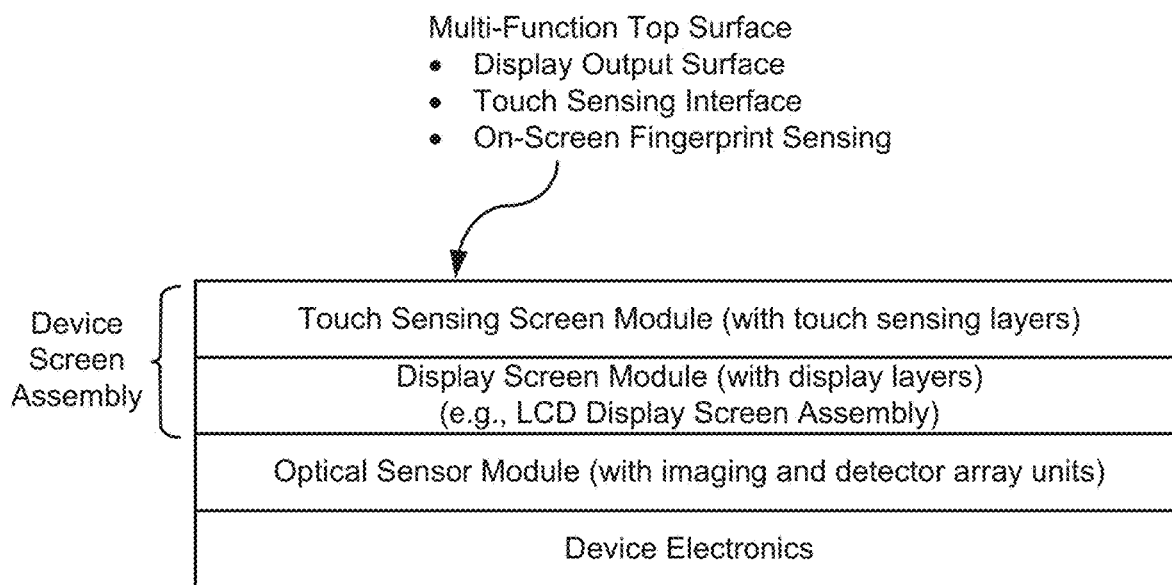 Multi-Function Top Surface
• Display Output Surface
• Touch Sensing Interface
• On-Screen Fingerprint Sensing
Device
Screen
Assembly
Touch Sensing Screen Module (with touch sensing layers)
Display Screen Module (with display layers)
(e.g., LCD Display Screen Assembly)
Optical Sensor Module (with imaging and detector array units)
Device Electronics